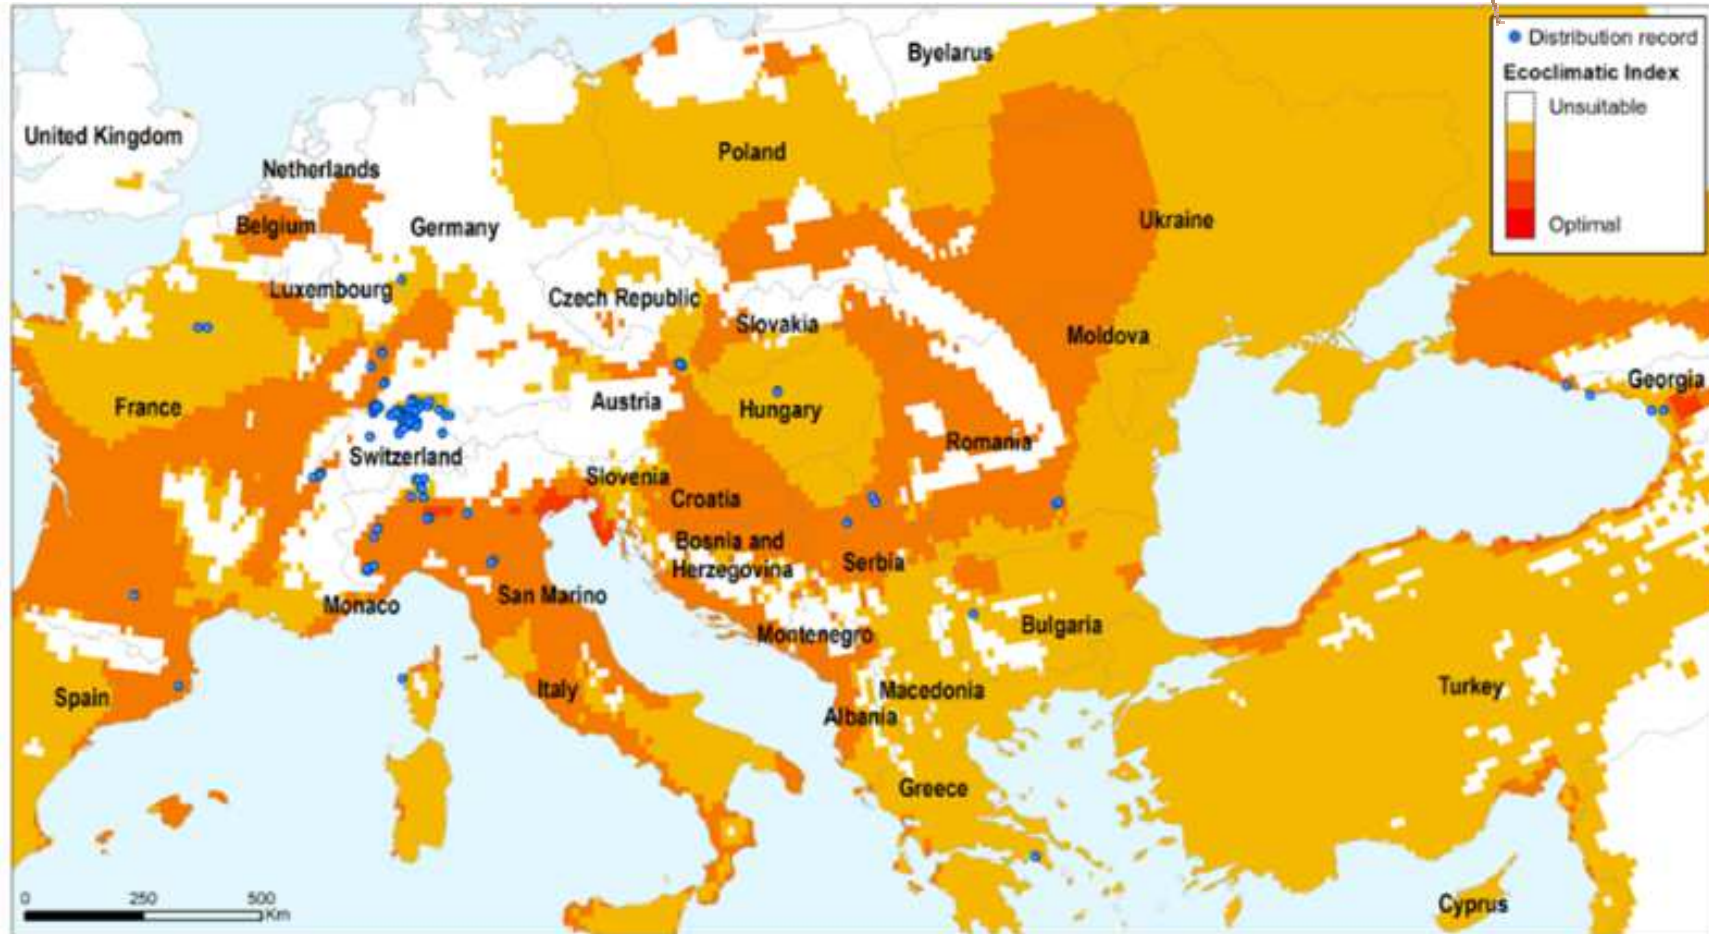 Distribution record
Ecoclimatic Index
Unsuitable
Optimal
Byelarus
United Kingdom
Netherlands
Poland
Belgium
Germany
Ukraine
Luxembourg
Czech Republic
Slovakia
Moldova
France
Austria
Hungary
Georgia
Switzerland
Romania
Slovenia
Croatia
Bosnia and
Herzegovina
Serbia
Monaco
San Marino
Montenegro
Bulgaria
Spain
Italy
Macedonia
Albania
Turkey
Greece
Cyprus
0 250 500
Km